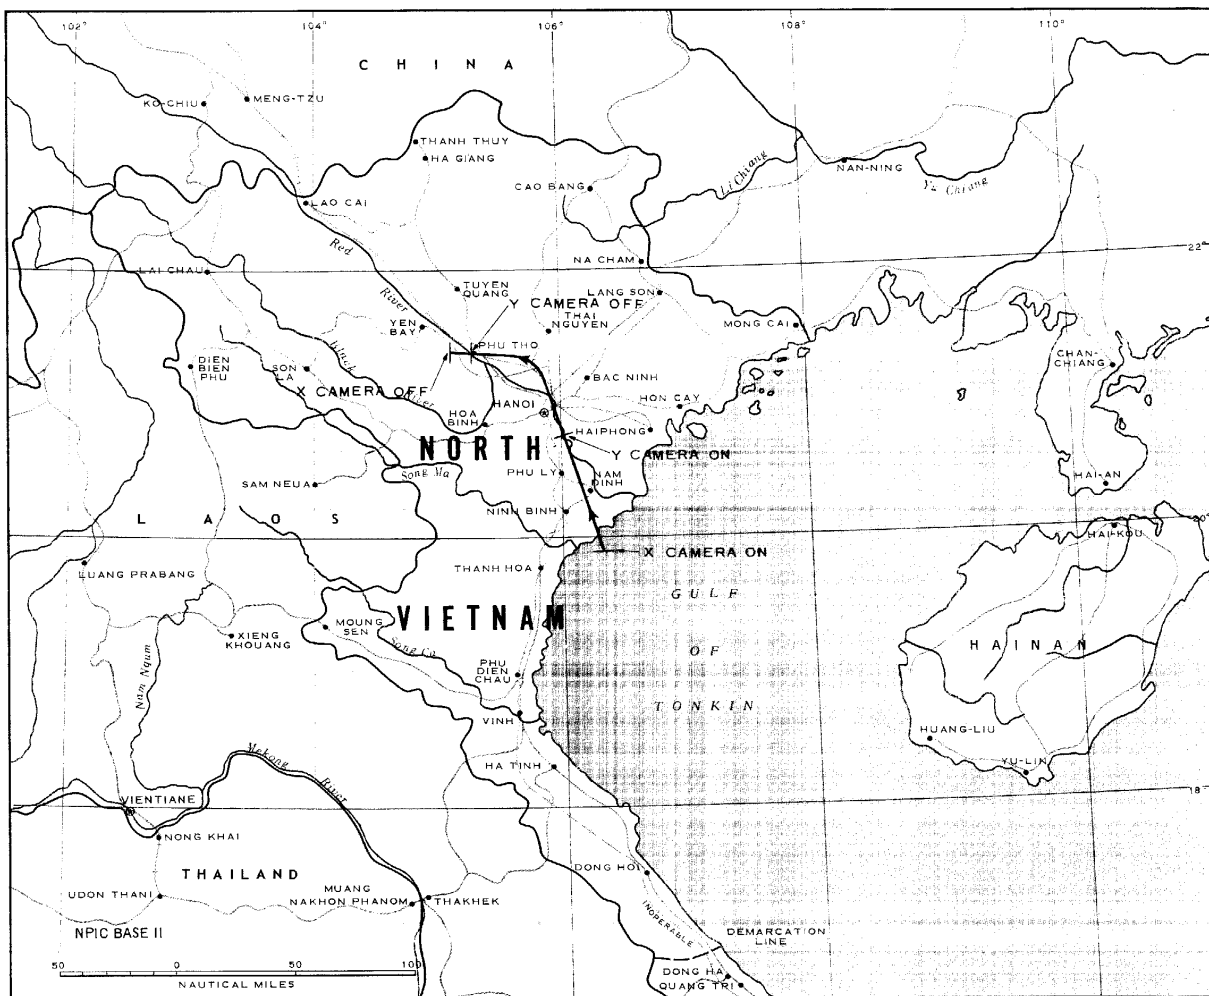 102°
104°
106°
108°
110°
CHINA
KO-CHIU
MENG-TZU
THANH THUY
HA GIANG
CAO BANG
Li Chiang
NAN-NING
Yu Chiang
LAO CAI
Red
River
NA CHAM
22°
LAI CHAU
TUYEN
QUANG
Y CAMERA OFF
LANG SON
THAI
NGUYEN
YEN
BAY
MONG CAI
PHU THO
DIEN
BIEN
PHU
SON
LA
Black
River
X CAMERA OFF
BAC NINH
CHAN-
CHIANG
HANOI
HON CAY
HOA
BINH
HAIPHONG
NORTH
Y CAMERA ON
Song Ma
PHU LY
NAM
DINH
SAM NEUA
HAI-AN
NINH BINH
LAOS
20°
HAI-KOU
X CAMERA ON
LUANG PRABANG
THANH HOA
GULF
VIETNAM
MOUNG
SEN
XIENG
KHOUANG
Song Ca
HAINAN
OF
PHU
DIEN
CHAU
Nam Ngum
TONKIN
VINH
HUANG-LIU
Mekong
River
HA TINH
YU-LIN
VIENTIANE
18°
NONG KHAI
DONG HOI
THAILAND
UDON THANI
MUANG
NAKHON PHANOM
THAKHEK
INOPERABLE
NPIC BASE II
DEMARCATION
LINE
50 0 50 100
NAUTICAL MILES
DONG HA
QUANG TRI